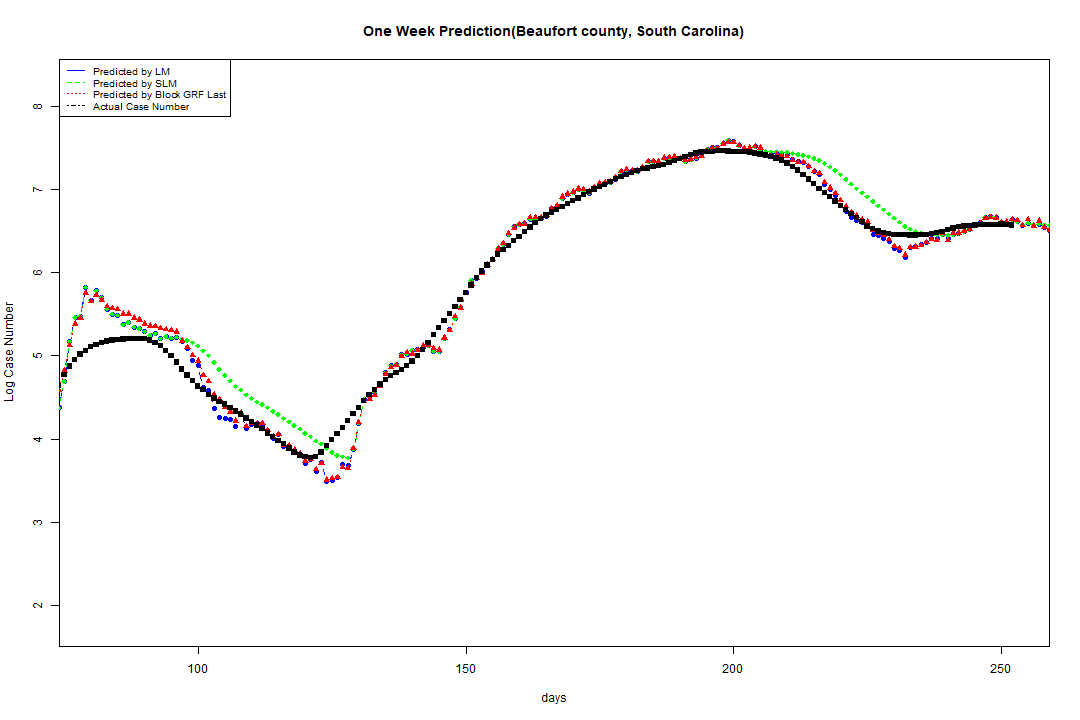 One Week Prediction(Beaufort county, South Carolina)
Predicted by LM
Predicted by SLM
Predicted by Block GRF Last
Actual Case Number
8
7
6
5
4
3
2
Log Case Number
100 150 200 250
days